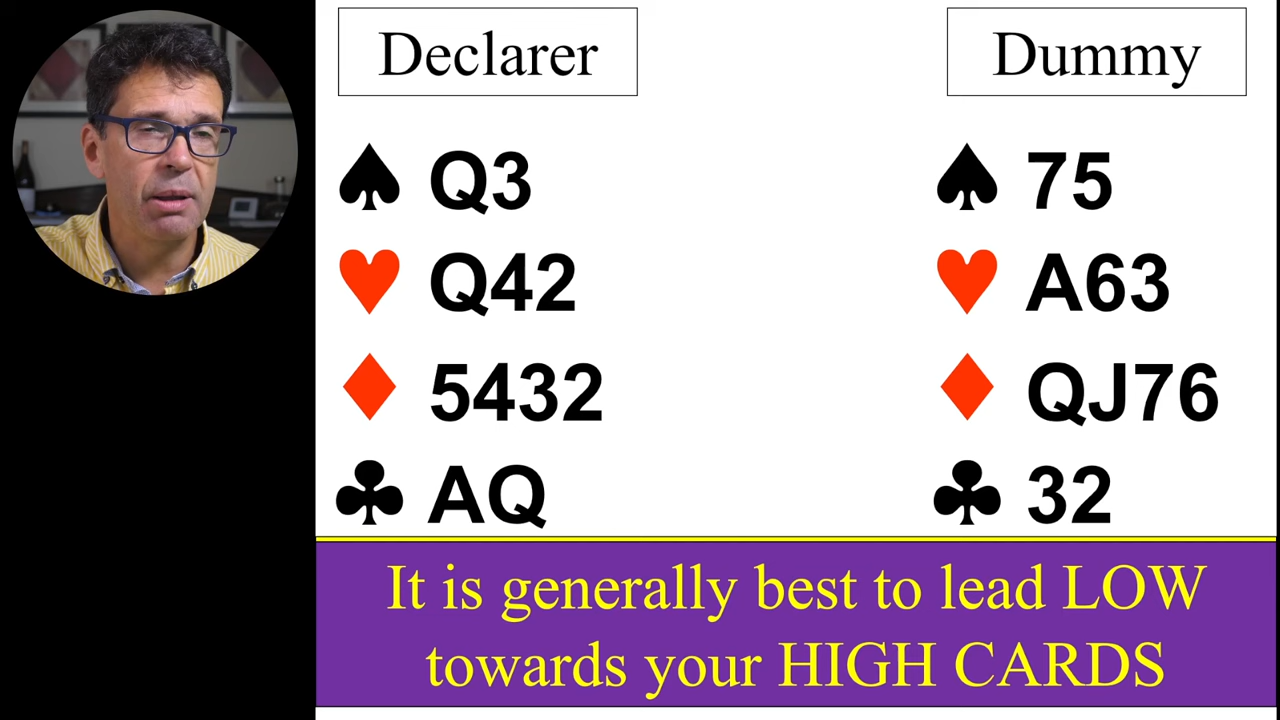 Declarer
Dummy
♠ Q3
♠ 75
♥ Q42
♥ A63
♦ 5432
♦ QJ76
♣ AQ
♣ 32
It is generally best to lead LOW
towards your HIGH CARDS